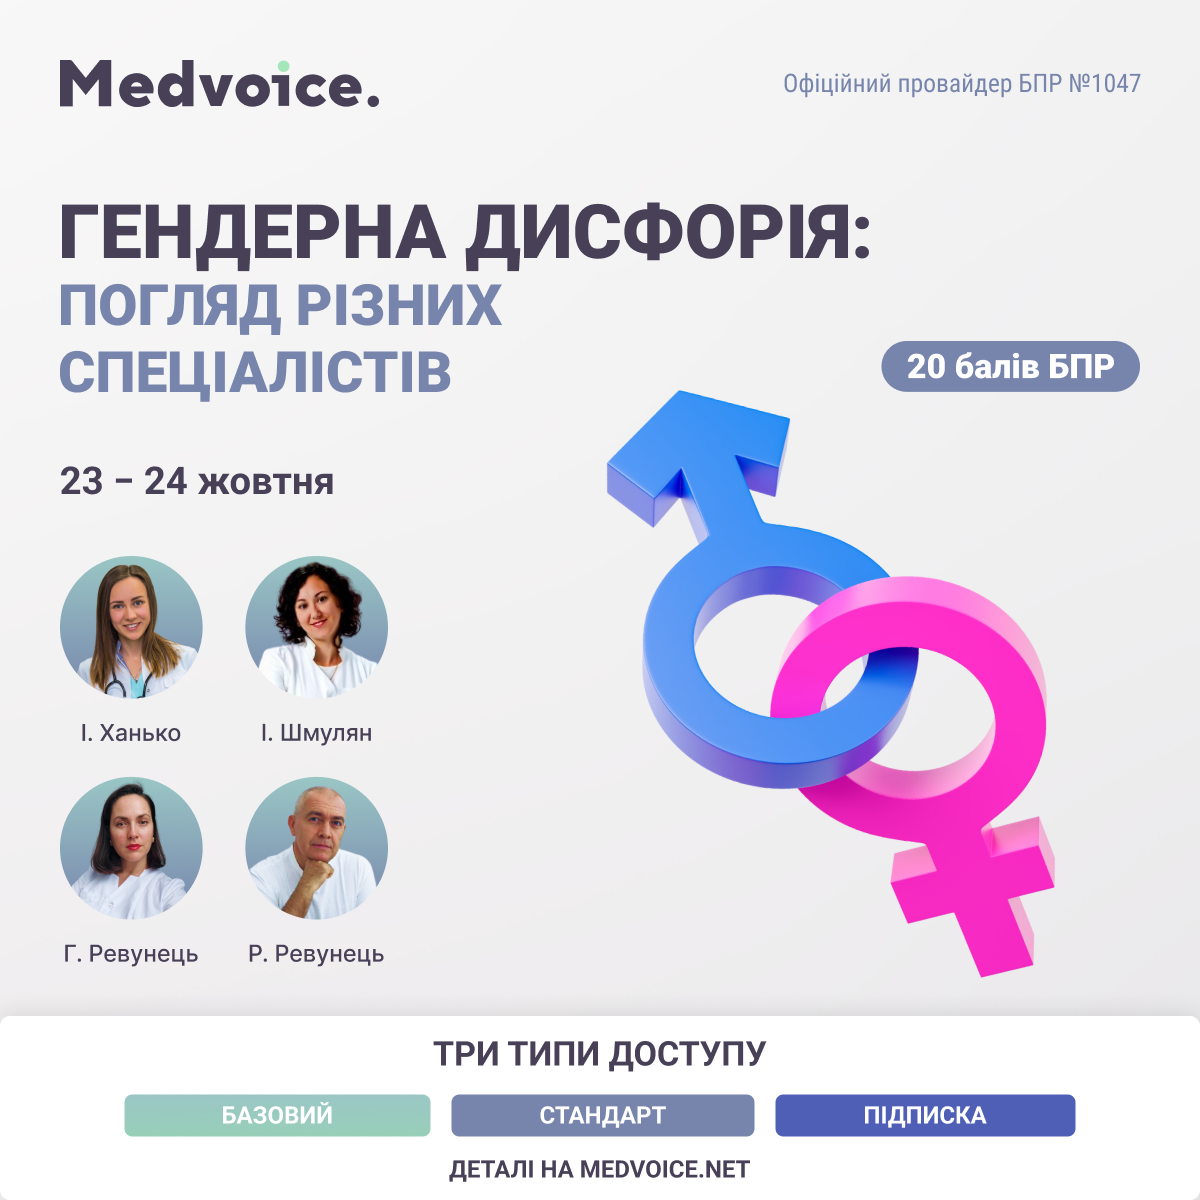 Medvoice.
Офіційний провайдер БПР №1047
ГЕНДЕРНА ДИСФОРІЯ:
ПОГЛЯД РІЗНИХ
СПЕЦІАЛІСТІВ
20 балів БПР
23 – 24 жовтня
І. Ханько
І. Шмулян
Г. Ревунець
Р. Ревунець
ТРИ ТИПИ ДОСТУПУ
БАЗОВИЙ
СТАНДАРТ
ПІДПИСКА
ДЕТАЛІ НА MEDVOICE.NET